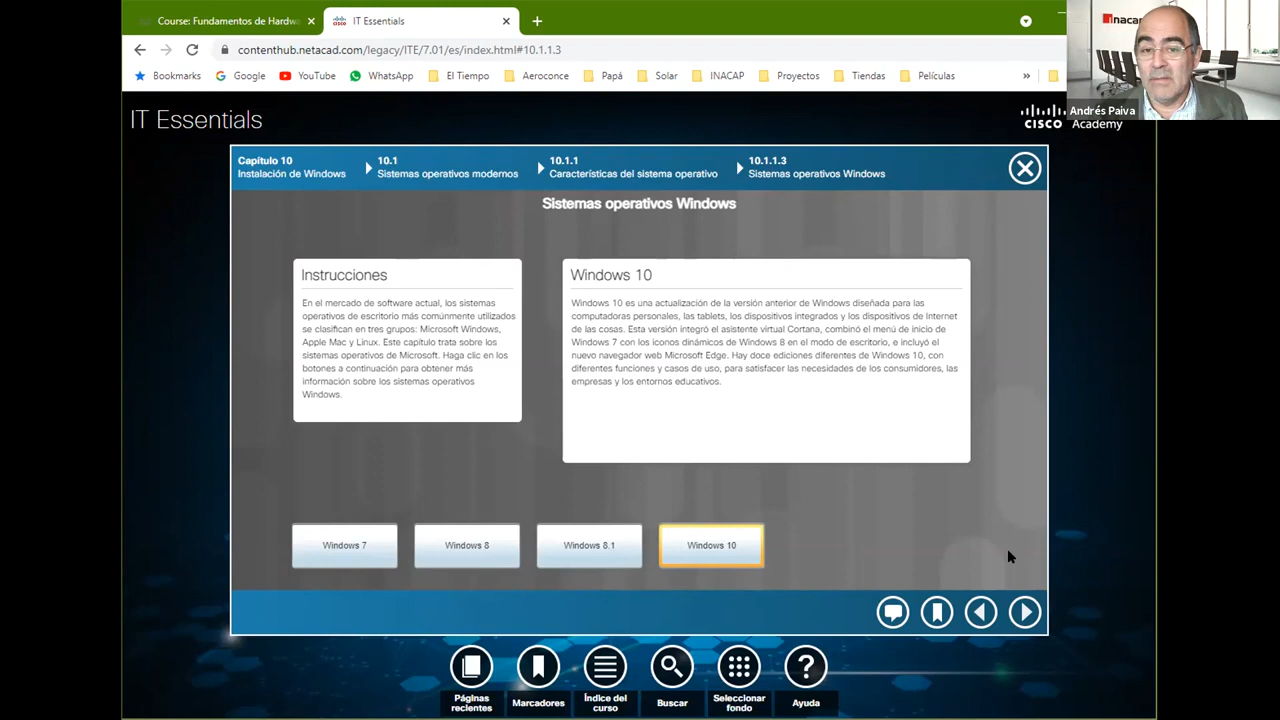 Course: Fundamentos de Hardwa
IT Essentials
contenthub.netacad.com/legacy/ITE/7.01/es/index.html#10.1.1.3
Bookmarks
Google
YouTube
WhatsApp
El Tiempo
Aeroconce
Papá
Solar
INACAP
Proyectos
Tiendas
Películas
Andrés Paiva
IT Essentials
CISCO Academy
Capítulo 10
Instalación de Windows
10.1
Sistemas operativos modernos
10.1.1
Características del sistema operativo
10.1.1.3
Sistemas operativos Windows
Sistemas operativos Windows
Instrucciones
En el mercado de software actual, los sistemas
operativos de escritorio más comúnmente utilizados
se clasifican en tres grupos: Microsoft Windows,
Apple Mac y Linux. Este capítulo trata sobre los
sistemas operativos de Microsoft. Haga clic en los
botones a continuación para obtener más
información sobre los sistemas operativos
Windows.
Windows 10
Windows 10 es una actualización de la versión anterior de Windows diseñada para las
computadoras personales, las tablets, los dispositivos integrados y los dispositivos de Internet
de las cosas. Esta versión integró el asistente virtual Cortana, combinó el menú de inicio de
Windows 7 con los iconos dinámicos de Windows 8 en el modo de escritorio, e incluyó el
nuevo navegador web Microsoft Edge. Hay doce ediciones diferentes de Windows 10, con
diferentes funciones y casos de uso, para satisfacer las necesidades de los consumidores, las
empresas y los entornos educativos.
Windows 7
Windows 8
Windows 8.1
Windows 10
Páginas
recientes
Marcadores
Índice del
curso
Buscar
Seleccionar
fondo
Ayuda